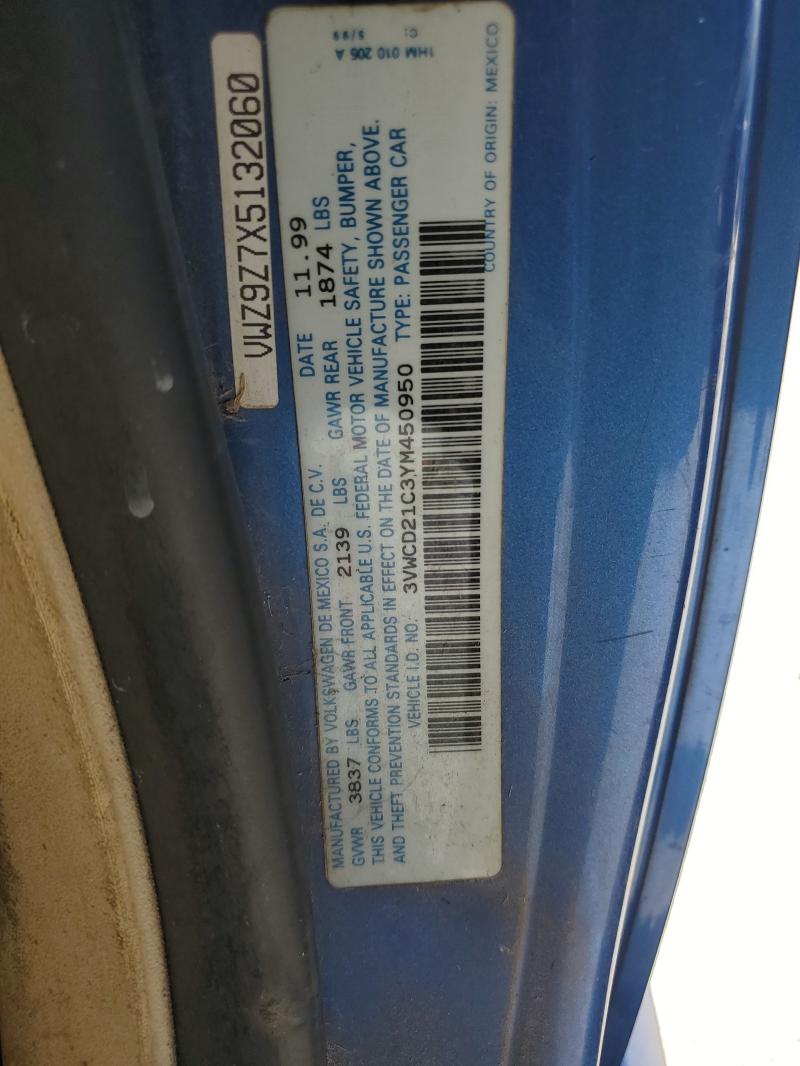 VWZ9Z7X5132060
1HM 010 205 A
C: 5/99
DATE 11.99
MANUFACTURED BY VOLKSWAGEN DE MEXICO S.A. DE C.V.
GVWR 3837 LBS GAWR FRONT 2139 LBS GAWR REAR 1874 LBS
THIS VEHICLE CONFORMS TO ALL APPLICABLE U.S. FEDERAL MOTOR VEHICLE SAFETY, BUMPER,
AND THEFT PREVENTION STANDARDS IN EFFECT ON THE DATE OF MANUFACTURE SHOWN ABOVE.
VEHICLE I.D. NO.: 3VWCD21C3YM450950 TYPE: PASSENGER CAR
COUNTRY OF ORIGIN: MEXICO